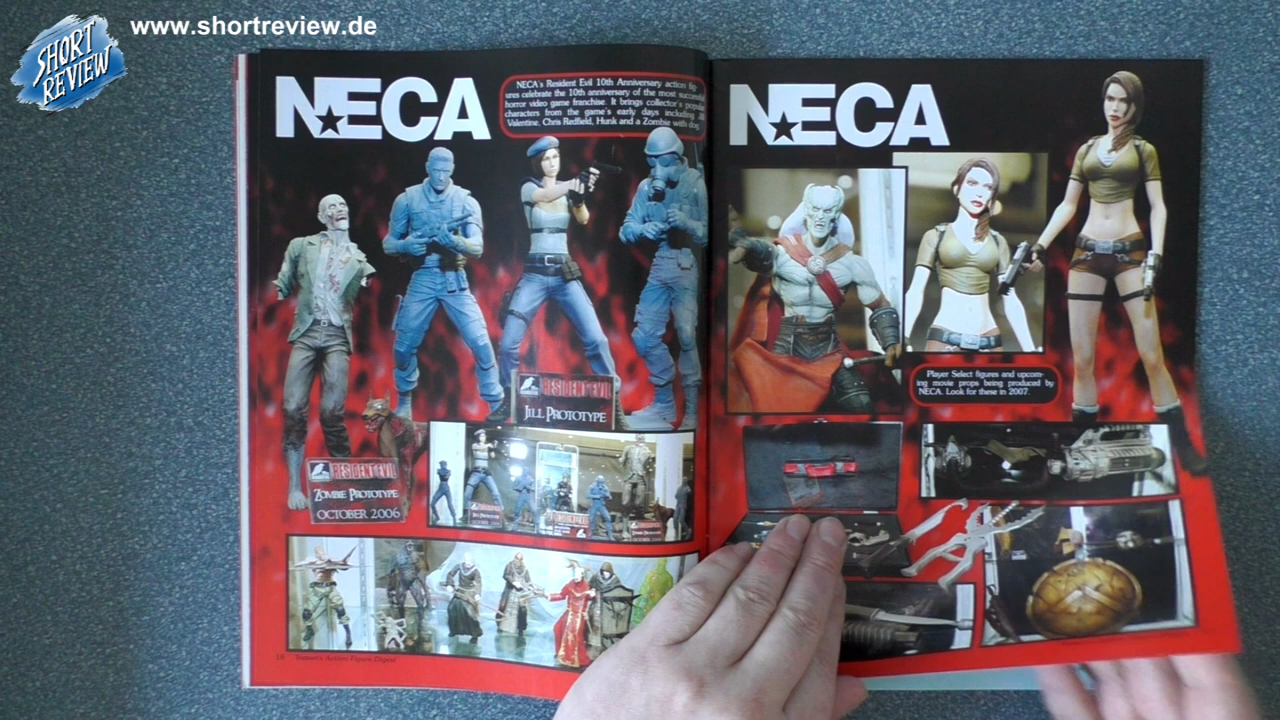 SHORT
REVIEW
www.shortreview.de
NECA
NECA's Resident Evil 10th Anniversary action fig-
ures celebrate the 10th anniversary of the most successful
horror video game franchise. It brings collector's popular
characters from the game's early days including Jill
Valentine, Chris Redfield, Hunk and a Zombie with dog.
RESIDENT EVIL
JILL PROTOTYPE
RESIDENT EVIL
ZOMBIE PROTOTYPE
OCTOBER 2006
18 Tomart's Action Figure Digest
NECA
Player Select figures and upcom-
ing movie props being produced by
NECA. Look for these in 2007.